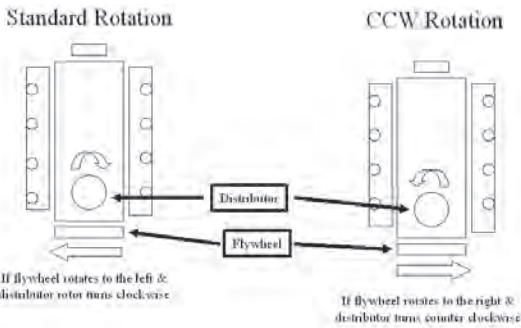 Standard Rotation
CCW Rotation
Distributor
Flywheel
If flywheel rotates to the left &
distributor rotor turns clockwise
If flywheel rotates to the right &
distributor turns counter clockwise